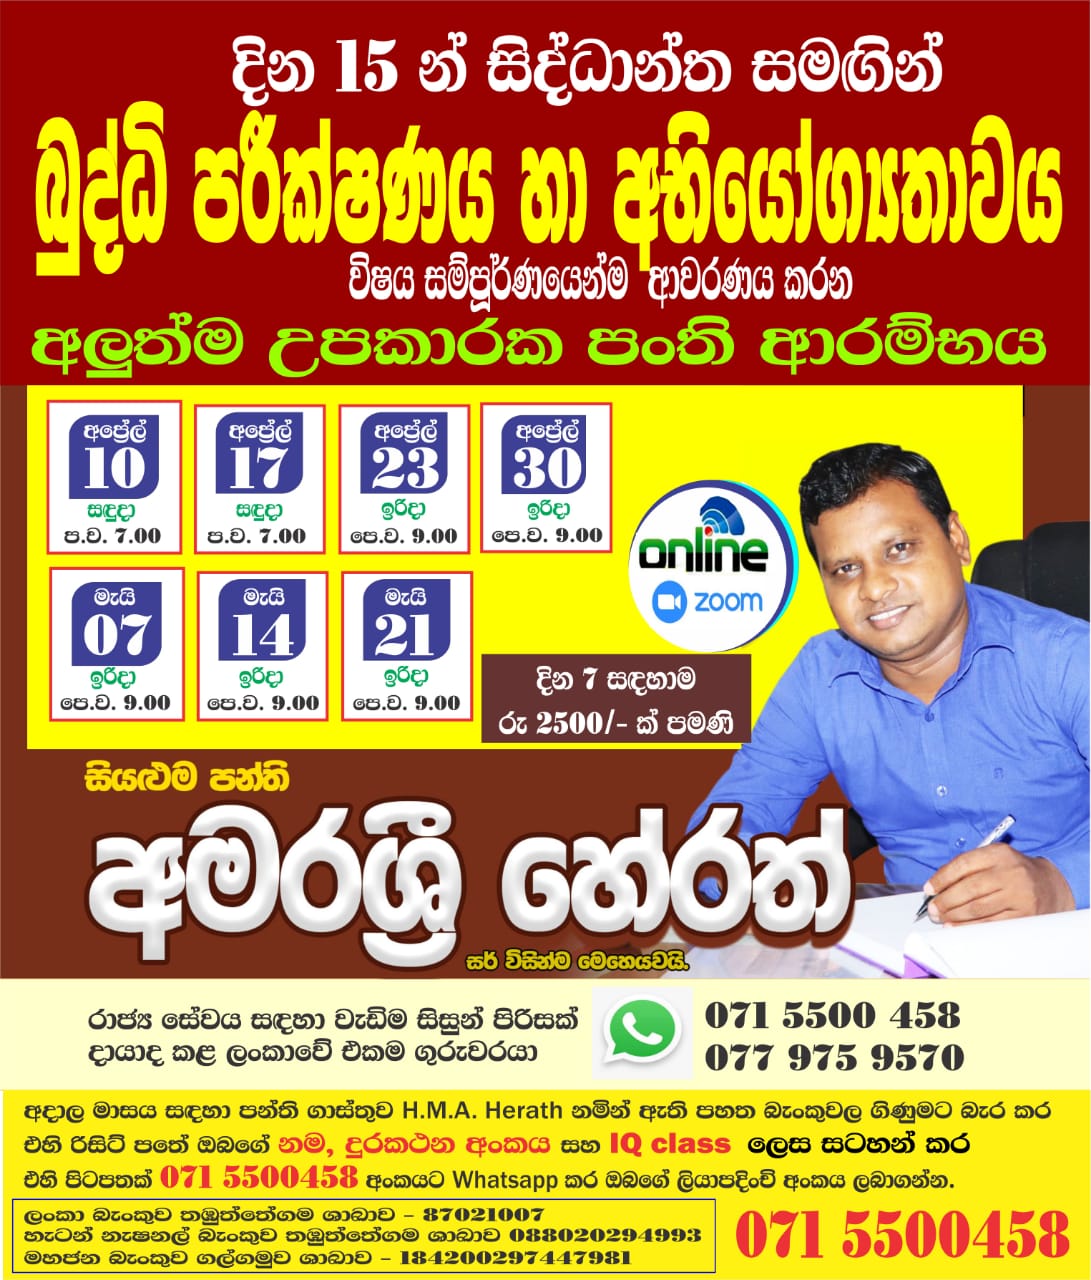 දින 15 න් සිද්ධාන්ත සමඟින්
බුද්ධි පරීක්ෂණය හා අභියෝග්‍යතාවය
විෂය සම්පූර්ණයෙන්ම ආවරණය කරන
අලුත්ම උපකාරක පංති ආරම්භය
අප්‍රේල්
10
සඳුදා
ප.ව. 7.00
අප්‍රේල්
17
සඳුදා
ප.ව. 7.00
අප්‍රේල්
23
ඉරිදා
පෙ.ව. 9.00
අප්‍රේල්
30
ඉරිදා
පෙ.ව. 9.00
online
zoom
මැයි
07
ඉරිදා
පෙ.ව. 9.00
මැයි
14
ඉරිදා
පෙ.ව. 9.00
මැයි
21
ඉරිදා
පෙ.ව. 9.00
දින 7 සඳහාම
රු 2500/- ක් පමණි
සියළුම පන්ති
අමරශ්‍රී හේරත්
සර් විසින්ම මෙහෙයවයි.
රාජ්‍ය සේවය සඳහා වැඩිම සිසුන් පිරිසක්
දායාද කළ ලංකාවේ එකම ගුරුවරයා
071 5500 458
077 975 9570
අදාල මාසය සඳහා පන්ති ගාස්තුව H.M.A. Herath නමින් ඇති පහත බැංකුවල ගිණුමට බැර කර
එහි රිසිට් පතේ ඔබගේ නම, දුරකථන අංකය සහ IQ class ලෙස සටහන් කර
එහි පිටපතක් 071 5500458 අංකයට Whatsapp කර ඔබගේ ලියාපදිංචි අංකය ලබාගන්න.
ලංකා බැංකුව තඹුත්තේගම ශාඛාව - 87021007
හැටන් නැෂනල් බැංකුව තඹුත්තේගම ශාඛාව 088020294993
මහජන බැංකුව ගල්ගමුව ශාඛාව - 184200297447981
071 5500458